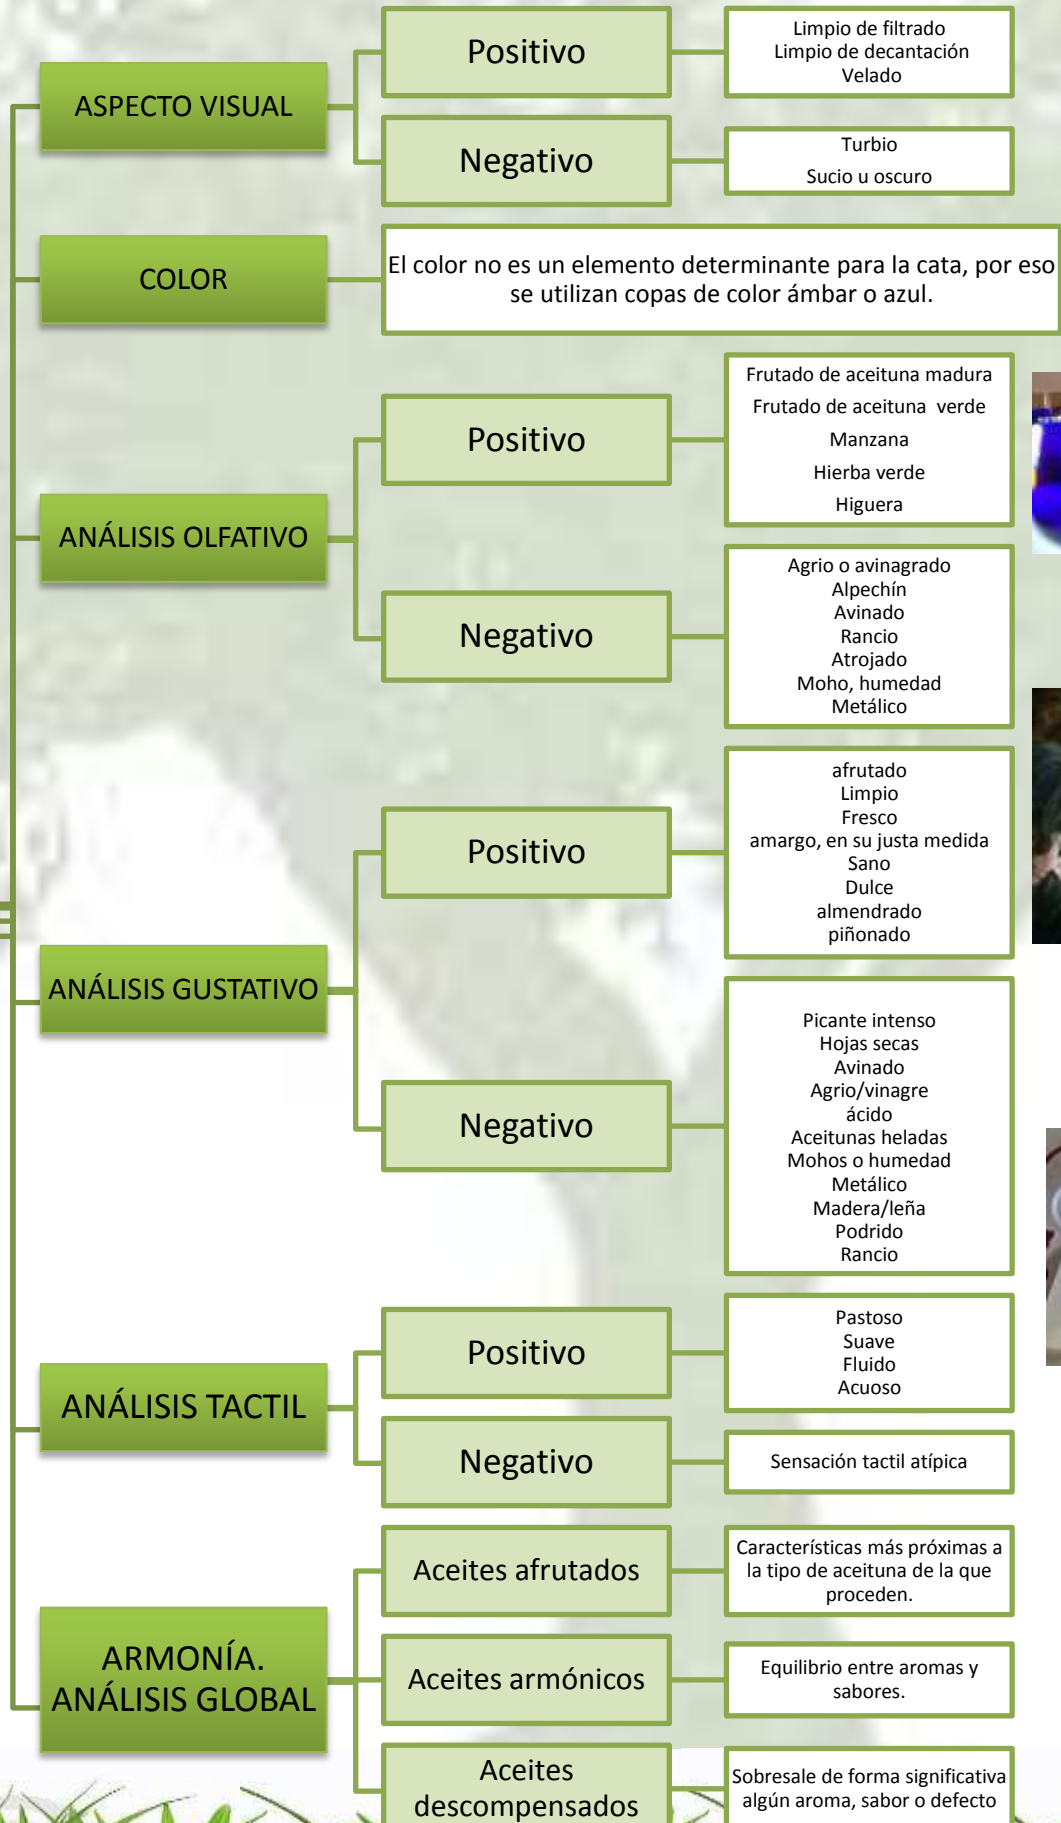 ASPECTO VISUAL
Positivo
Limpio de filtrado
Limpio de decantación
Velado
Negativo
Turbio
Sucio u oscuro
COLOR
El color no es un elemento determinante para la cata, por eso
se utilizan copas de color ámbar o azul.
ANÁLISIS OLFATIVO
Positivo
Frutado de aceituna madura
Frutado de aceituna verde
Manzana
Hierba verde
Higuera
Negativo
Agrio o avinagrado
Alpechín
Avinado
Rancio
Atrojado
Moho, humedad
Metálico
ANÁLISIS GUSTATIVO
Positivo
afrutado
Limpio
Fresco
amargo, en su justa medida
Sano
Dulce
almendrado
piñonado
Negativo
Picante intenso
Hojas secas
Avinado
Agrio/vinagre
ácido
Aceitunas heladas
Mohos o humedad
Metálico
Madera/leña
Podrido
Rancio
ANÁLISIS TACTIL
Positivo
Pastoso
Suave
Fluido
Acuoso
Negativo
Sensación tactil atípica
ARMONÍA.
ANÁLISIS GLOBAL
Aceites afrutados
Características más próximas a
la tipo de aceituna de la que
proceden.
Aceites armónicos
Equilibrio entre aromas y
sabores.
Aceites
descompensados
Sobresale de forma significativa
algún aroma, sabor o defecto